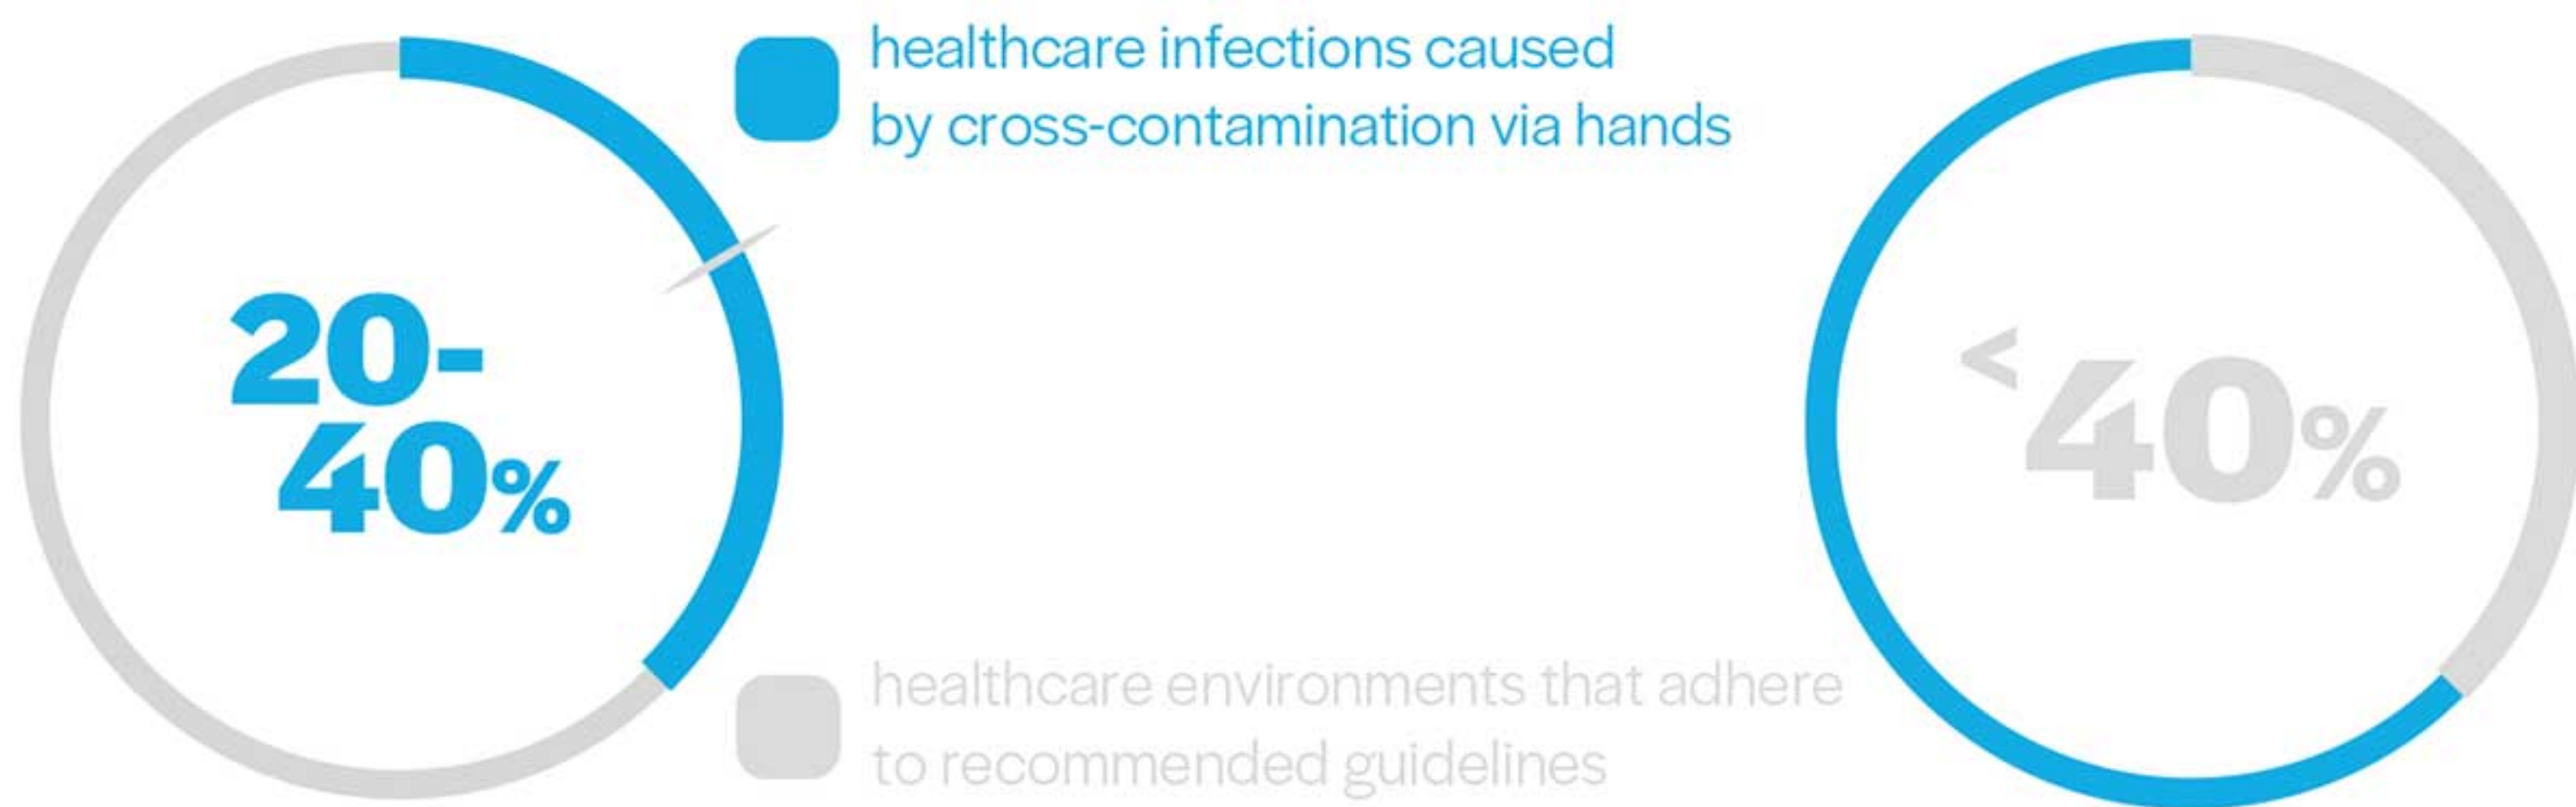 healthcare infections caused
by cross-contamination via hands
20-
40%
<40%
healthcare environments that adhere
to recommended guidelines